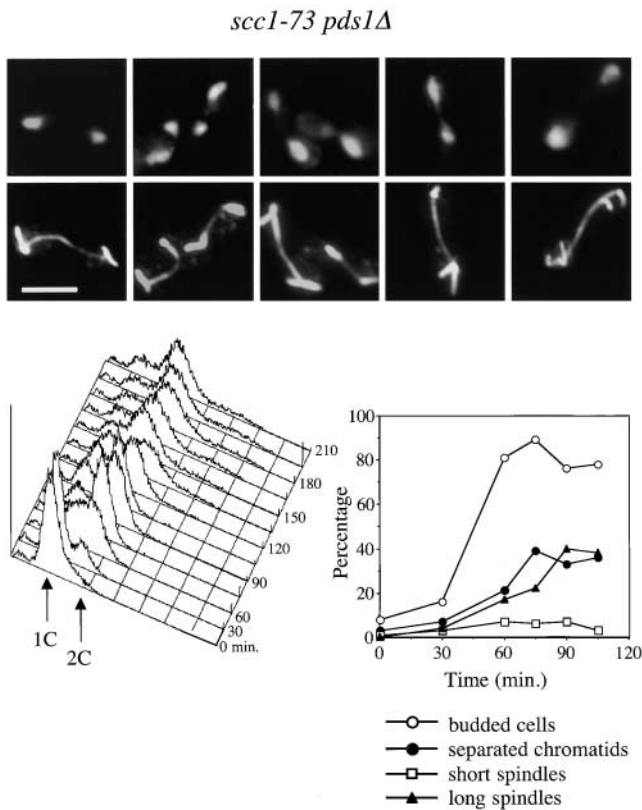 scc1-73 pds1Δ
1C
2C
0 min.
30
60
90
120
150
180
210
100
80
60
40
20
0
Percentage
0
30
60
90
120
Time (min.)
budded cells
separated chromatids
short spindles
long spindles